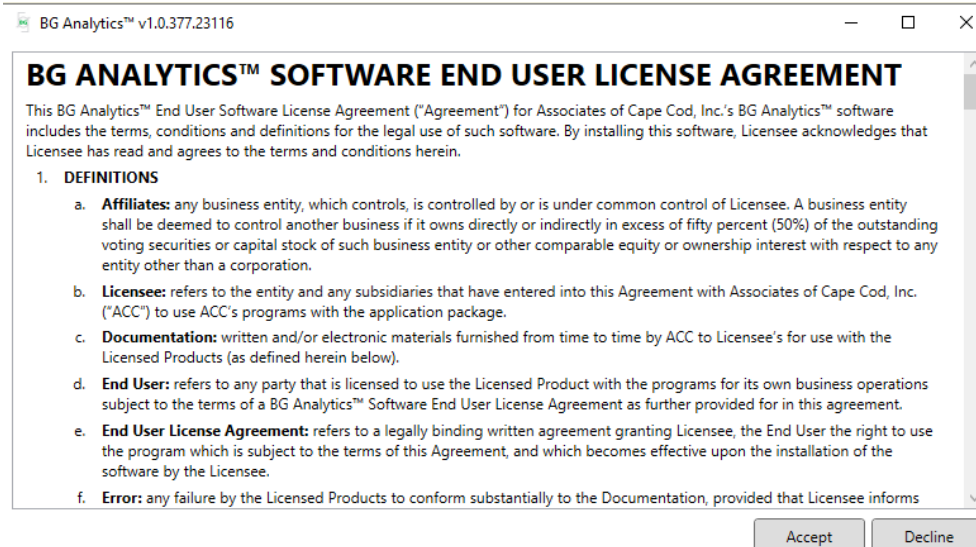 BG Analytics™ v1.0.377.23116
BG ANALYTICS™ SOFTWARE END USER LICENSE AGREEMENT
This BG Analytics™ End User Software License Agreement (“Agreement”) for Associates of Cape Cod, Inc.’s BG Analytics™ software
includes the terms, conditions and definitions for the legal use of such software. By installing this software, Licensee acknowledges that
Licensee has read and agrees to the terms and conditions herein.
1. DEFINITIONS
a. Affiliates: any business entity, which controls, is controlled by or is under common control of Licensee. A business entity
shall be deemed to control another business if it owns directly or indirectly in excess of fifty percent (50%) of the outstanding
voting securities or capital stock of such business entity or other comparable equity or ownership interest with respect to any
entity other than a corporation.
b. Licensee: refers to the entity and any subsidiaries that have entered into this Agreement with Associates of Cape Cod, Inc.
(“ACC”) to use ACC’s programs with the application package.
c. Documentation: written and/or electronic materials furnished from time to time by ACC to Licensee’s for use with the
Licensed Products (as defined herein below).
d. End User: refers to any party that is licensed to use the Licensed Product with the programs for its own business operations
subject to the terms of a BG Analytics™ Software End User License Agreement as further provided for in this agreement.
e. End User License Agreement: refers to a legally binding written agreement granting Licensee, the End User the right to use
the program which is subject to the terms of this Agreement, and which becomes effective upon the installation of the
software by the Licensee.
f. Error: any failure by the Licensed Products to conform substantially to the Documentation, provided that Licensee informs
Accept Decline